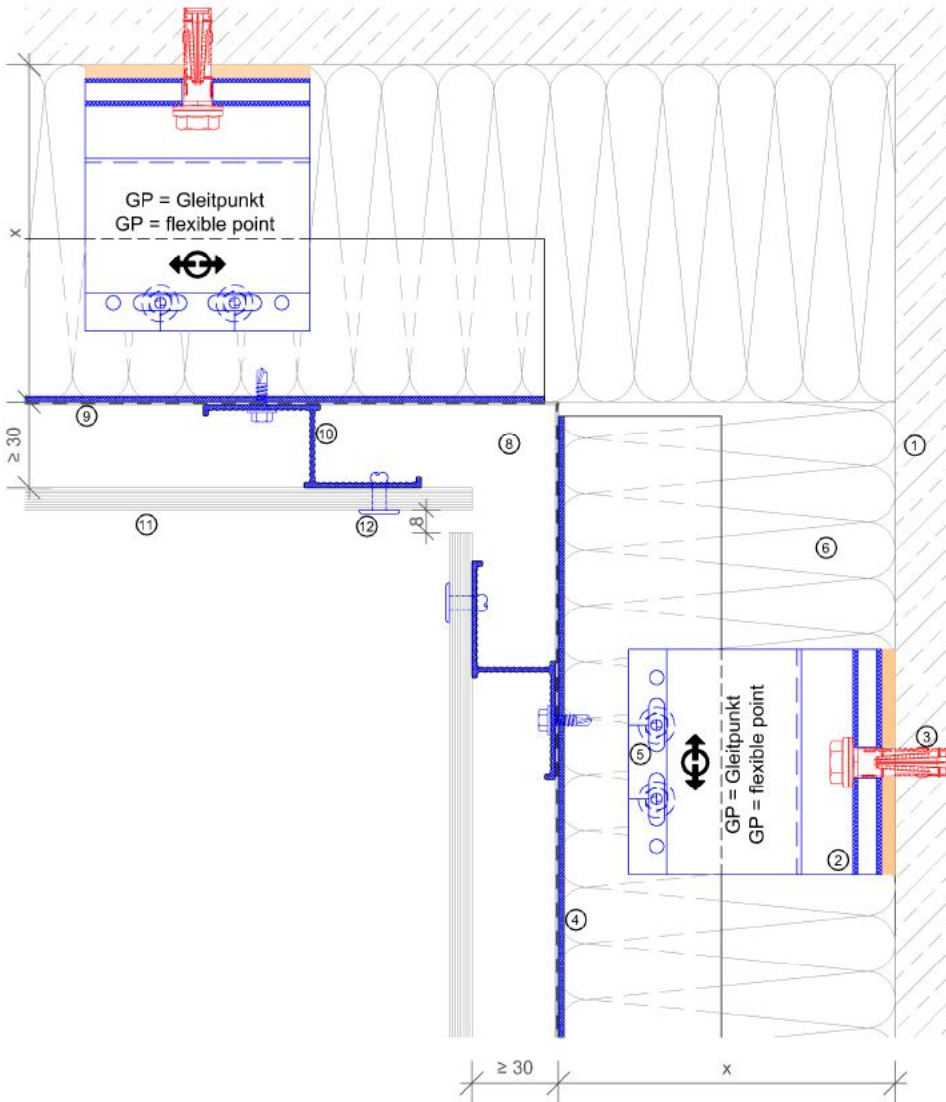 GP = Gleitpunkt
GP = flexible point
x
9
10
8
1
≥ 30
11
12
8
6
5
GP = Gleitpunkt
GP = flexible point
3
2
4
≥ 30
x